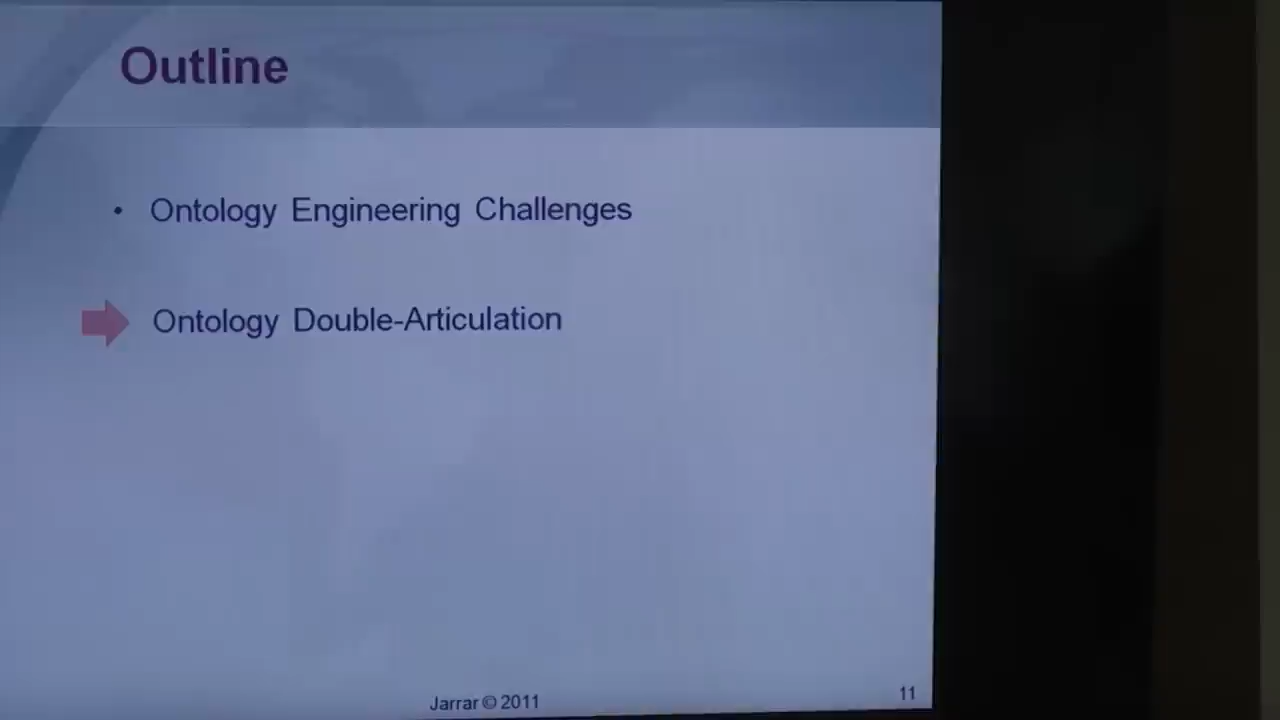 Outline
• Ontology Engineering Challenges
Ontology Double-Articulation
Jarrar © 2011
11